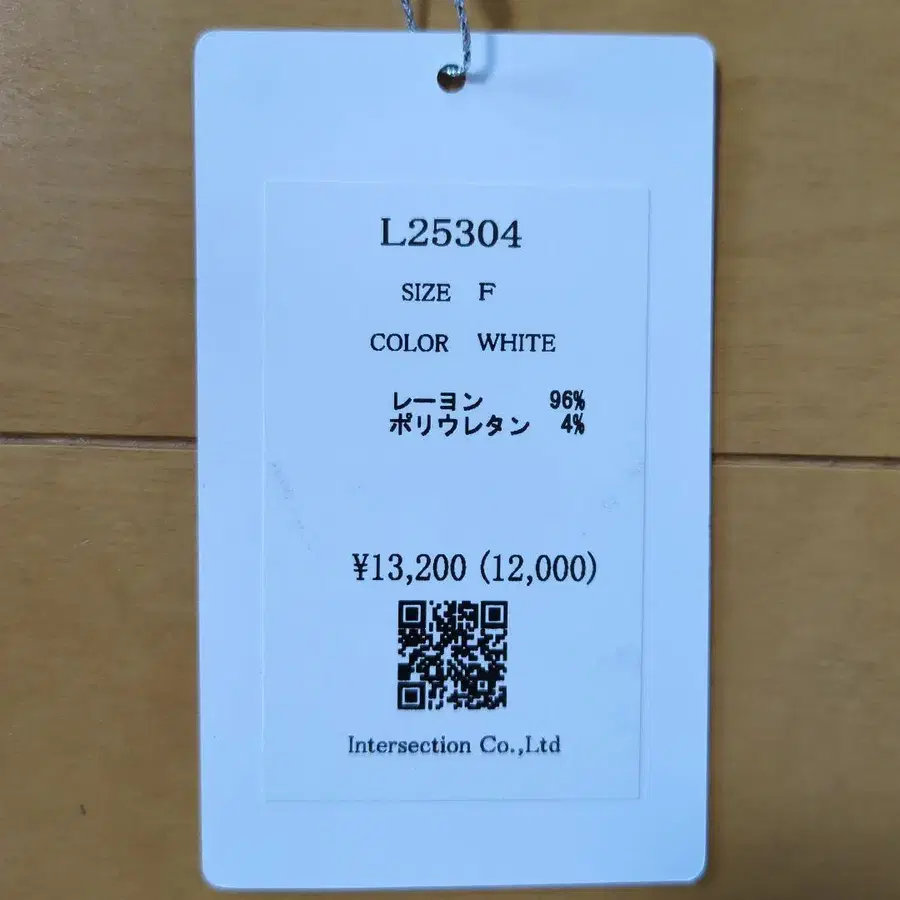 L25304
SIZE F
COLOR WHITE
レーヨン 96%
ポリウレタン 4%
¥13,200 (12,000)
Intersection Co.,Ltd